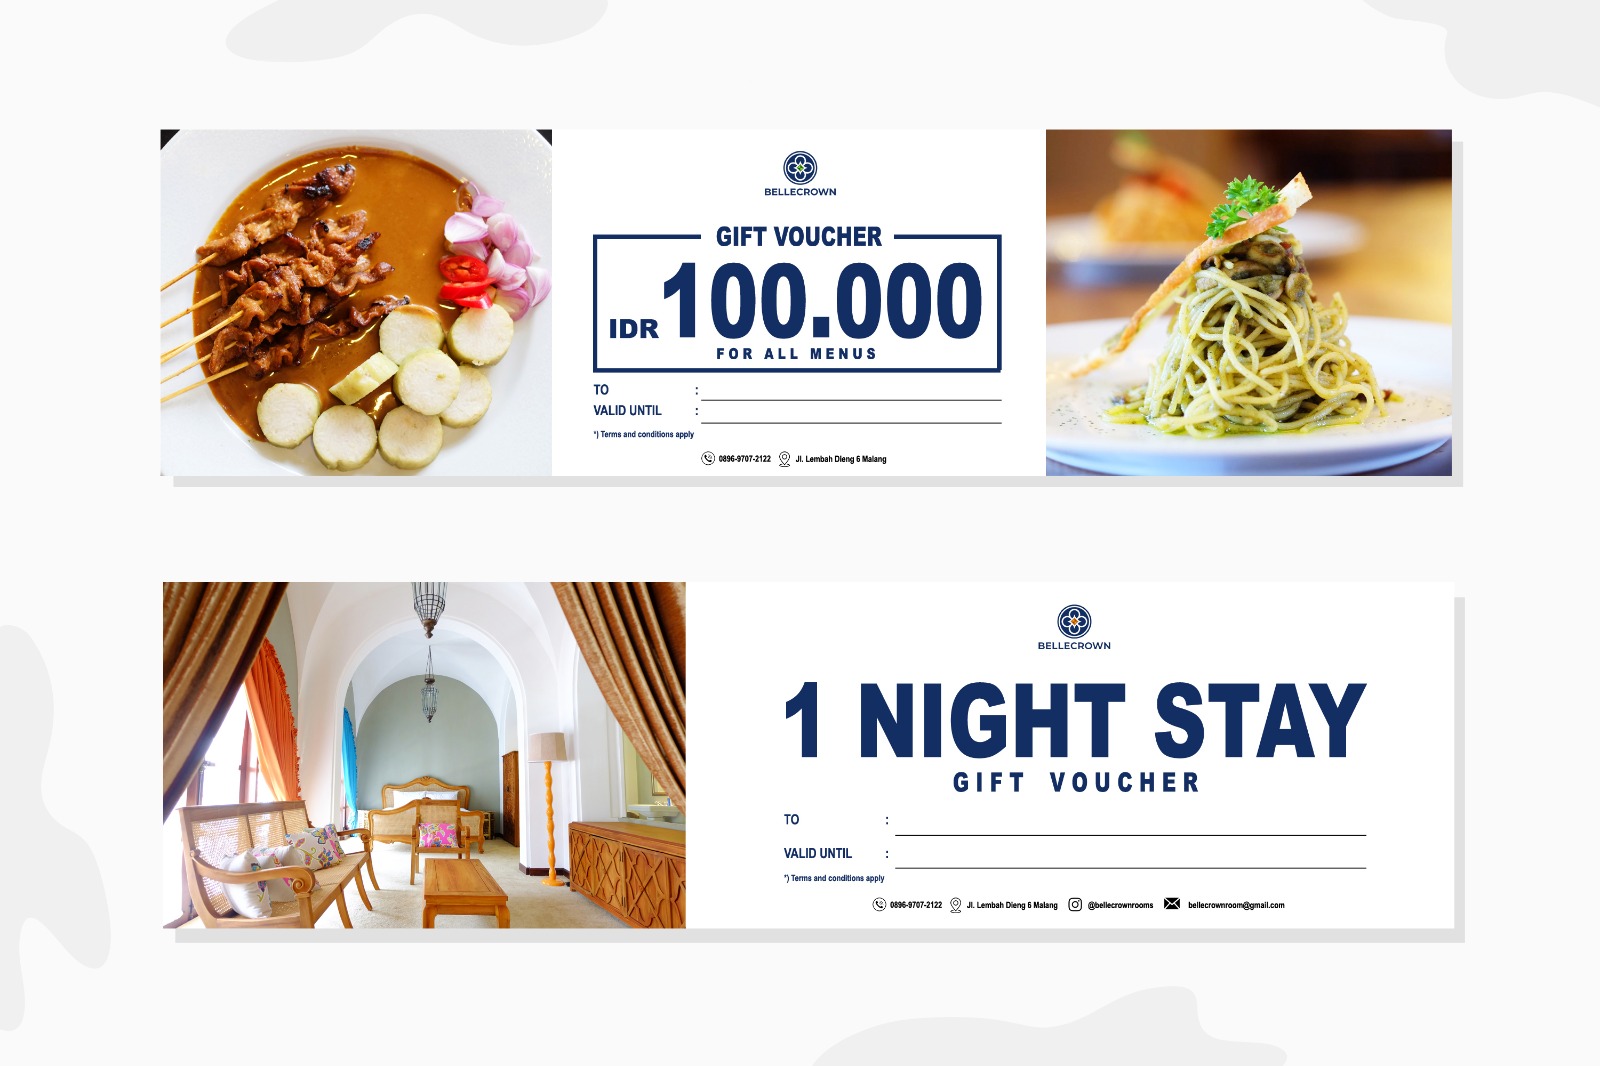 BELLECROWN
GIFT VOUCHER
IDR 100.000
FOR ALL MENUS
TO :
VALID UNTIL :
*) Terms and conditions apply
0896-9707-2122 Jl. Lembah Dieng 6 Malang
BELLECROWN
1 NIGHT STAY
GIFT VOUCHER
TO :
VALID UNTIL :
*) Terms and conditions apply
0896-9707-2122 Jl. Lembah Dieng 6 Malang @bellecrownrooms bellecrownroom@gmail.com